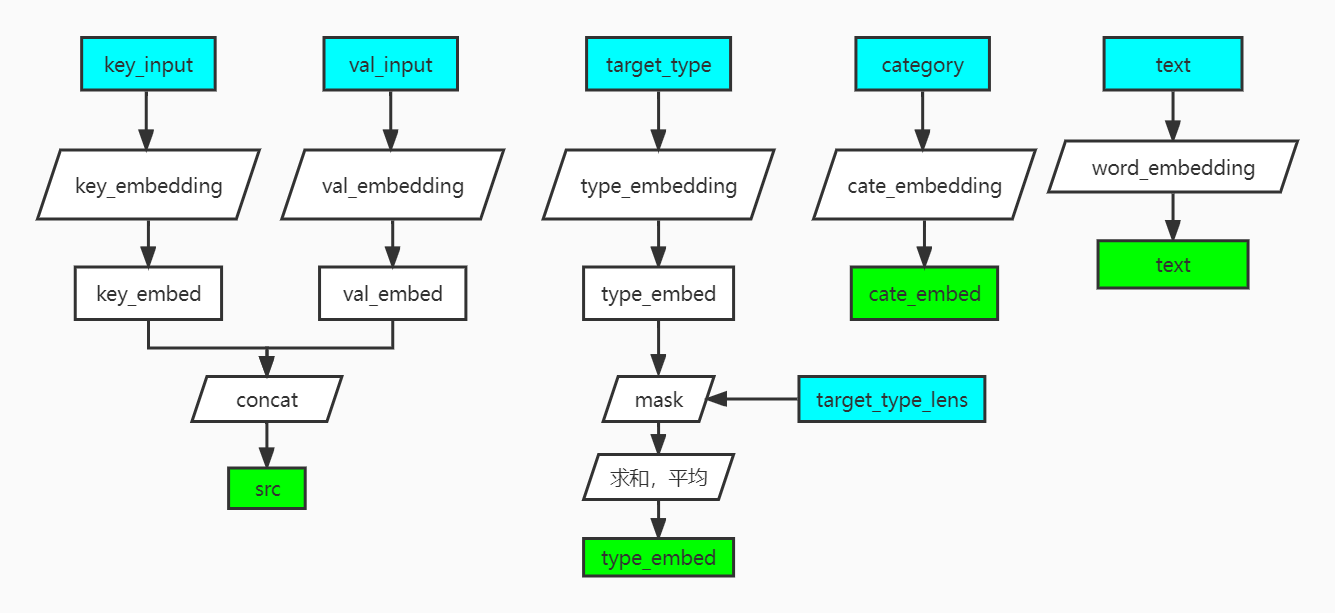 key_input
val_input
target_type
category
text
key_embedding
val_embedding
type_embedding
cate_embedding
word_embedding
key_embed
val_embed
type_embed
cate_embed
text
concat
mask
target_type_lens
src
求和，平均
type_embed